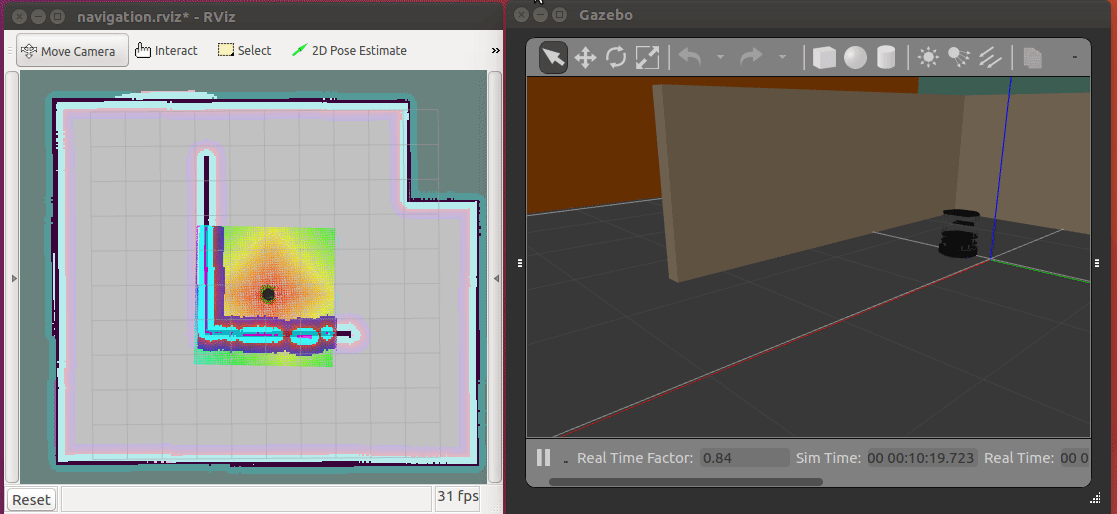 navigation.rviz* - RViz
Move Camera Interact Select 2D Pose Estimate »
Reset
31 fps
Gazebo
Real Time Factor: 0.84 Sim Time: 00 00:10:19.723 Real Time: 00 0